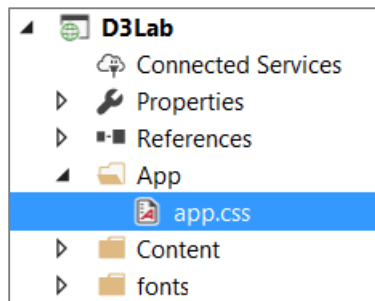 D3Lab
Connected Services
Properties
References
App
app.css
Content
fonts